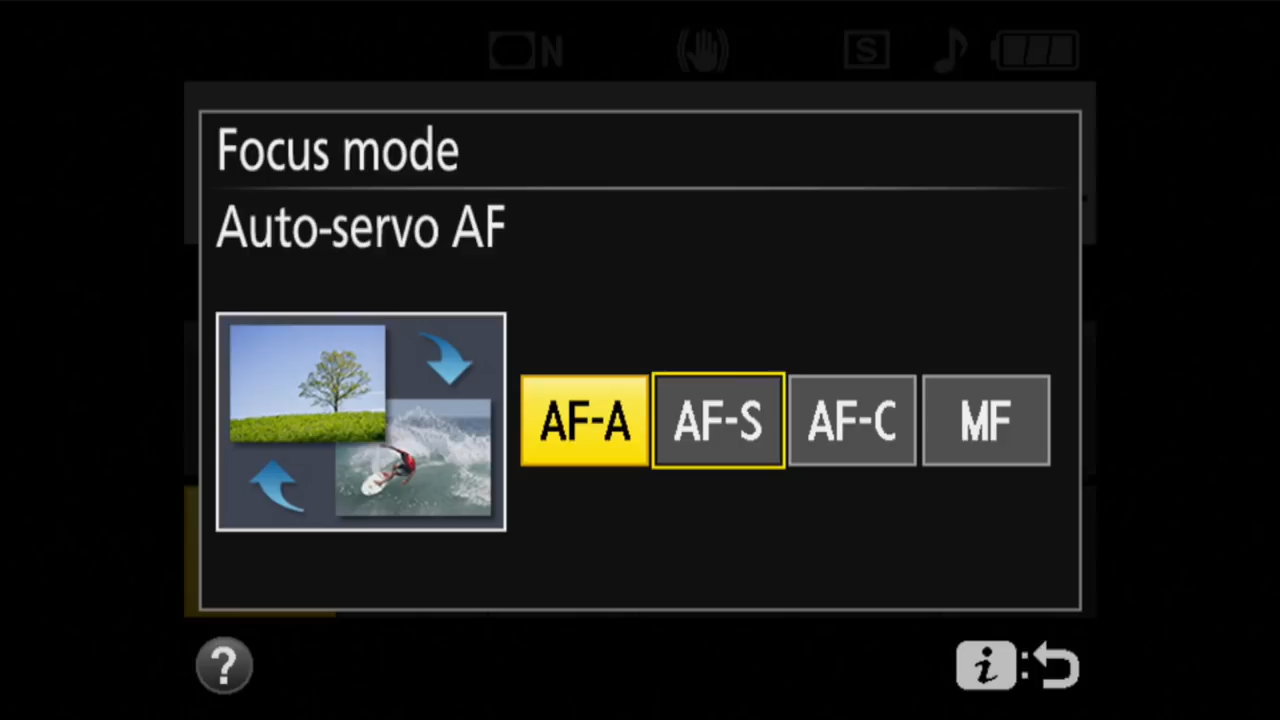 N S
Focus mode
Auto-servo AF
AF-A AF-S AF-C MF
? i :